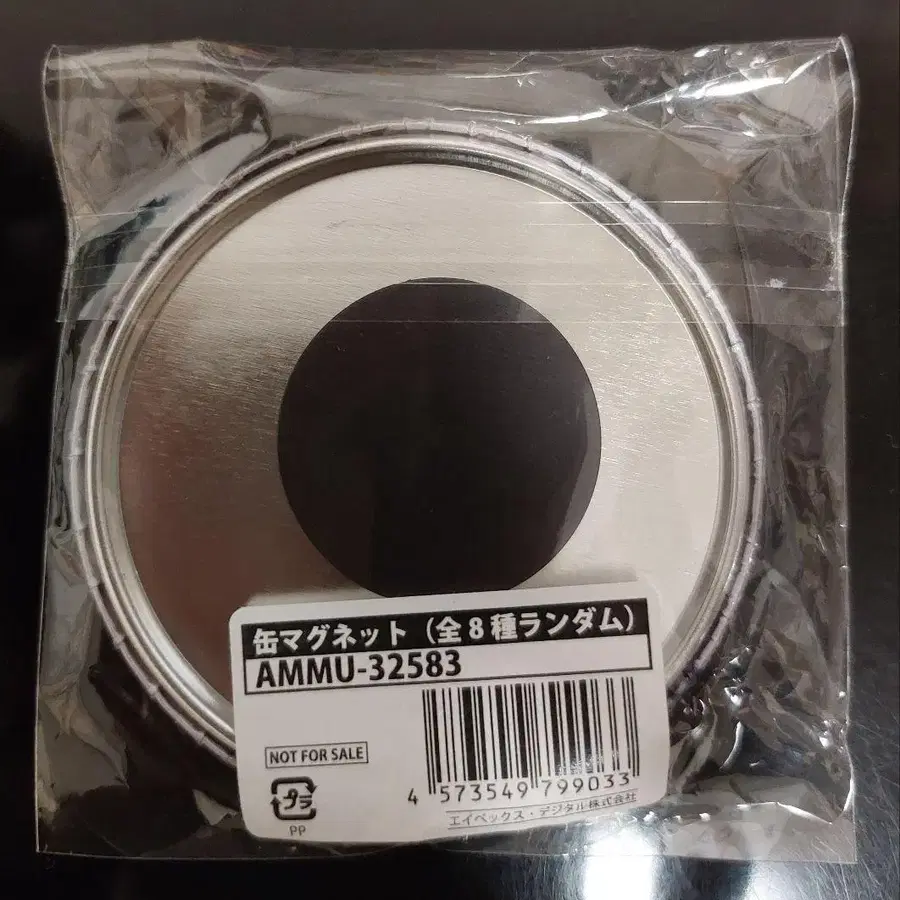 缶マグネット（全8種ランダム）
AMMU-32583
NOT FOR SALE
プラ
PP
4 573549 799033
エイベックス・デジタル株式会社